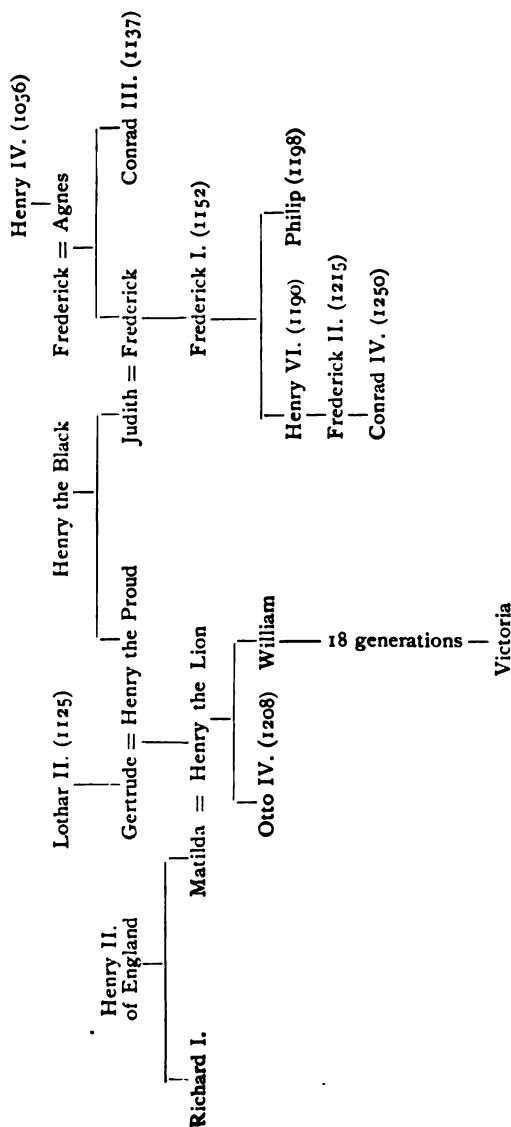 Henry IV. (1056)
Lothar II. (1125) Henry the Black Frederick = Agnes
Henry II.
of England
Gertrude = Henry the Proud Judith = Frederick Conrad III. (1137)
Richard I. Matilda = Henry the Lion Frederick I. (1152)
Otto IV. (1208) William Henry VI. (1190) Philip (1198)
Frederick II. (1215)
18 generations Conrad IV. (1250)
Victoria